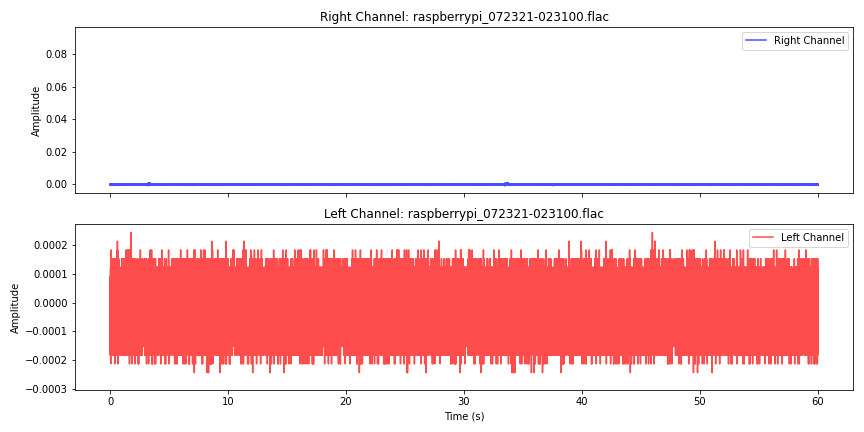 Right Channel: raspberrypi_072321-023100.flac
Right Channel
Amplitude
0.08
0.06
0.04
0.02
0.00
Left Channel: raspberrypi_072321-023100.flac
Left Channel
Amplitude
0.0002
0.0001
0.0000
−0.0001
−0.0002
−0.0003
0 10 20 30 40 50 60
Time (s)